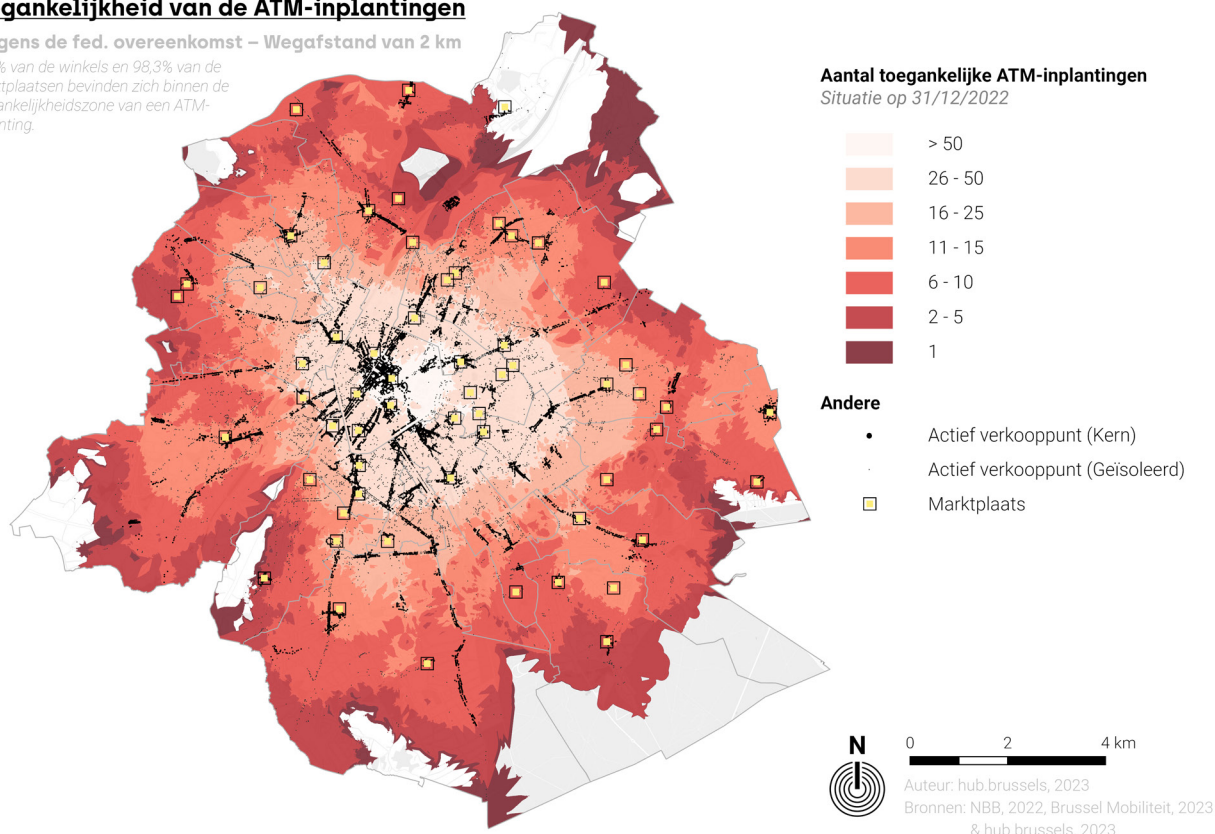 gankelijkheid van de ATM-inplantingen
gens de fed. overeenkomst – Wegafstand van 2 km
% van de winkels en 98,3% van de
rtplaatsen bevinden zich binnen de
ankelijkheidszone van een ATM-
nting.
Aantal toegankelijke ATM-inplantingen
Situatie op 31/12/2022
> 50
26 - 50
16 - 25
11 - 15
6 - 10
2 - 5
1
Andere
Actief verkooppunt (Kern)
Actief verkooppunt (Geïsoleerd)
Marktplaats
N
0 2 4 km
Auteur: hub.brussels, 2023
Bronnen: NBB, 2022, Brussel Mobiliteit, 2023
& hub.brussels, 2023